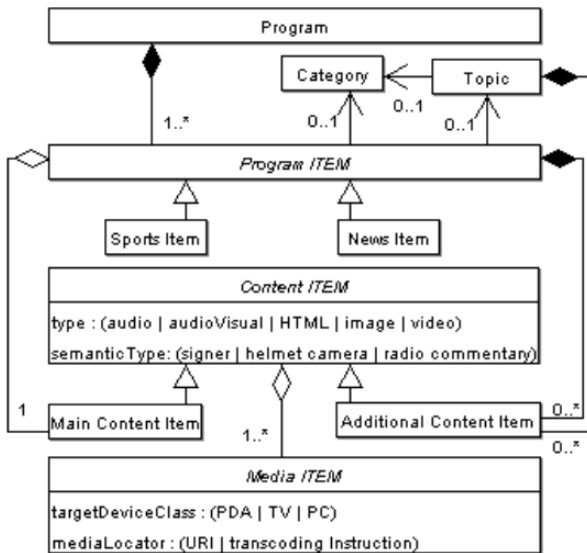 Program
Category
Topic
0..1
1..*
0..1
0..1
Program ITEM
Sports Item
News Item
Content ITEM
type : (audio | audioVisual | HTML | image | video)
semanticType: (signer | helmet camera | radio commentary)
1
Main Content Item
Additional Content Item
0..*
1..*
0..*
Media ITEM
targetDeviceClass : (PDA | TV | PC)
mediaLocator : (URI | transcoding Instruction)